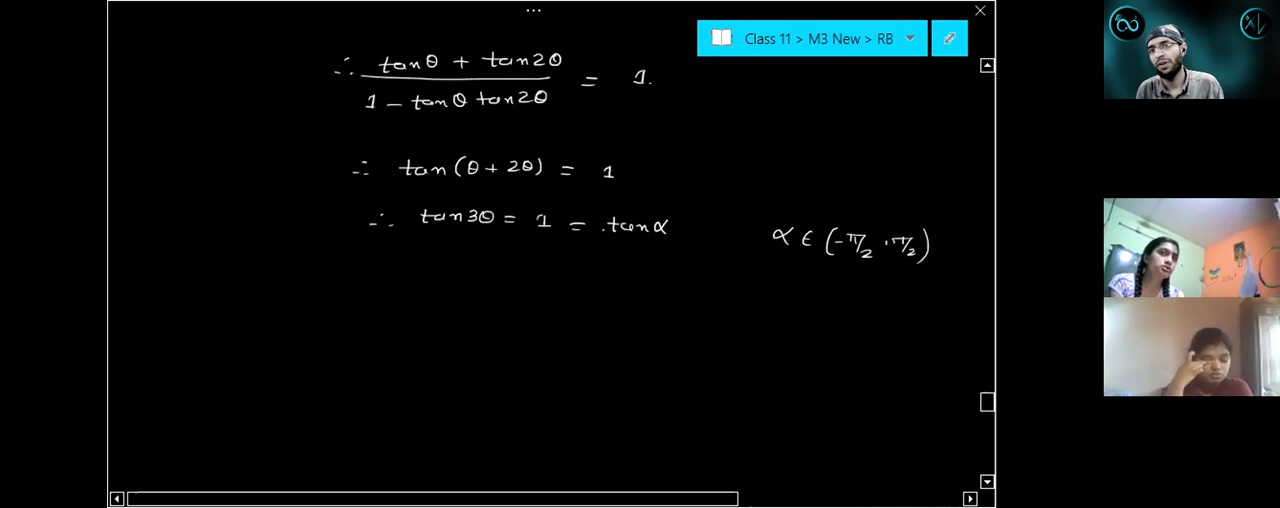 Class 11 > M3 New > RB
∴ (tanθ + tan2θ) / (1 - tanθ tan2θ) = 1.
∴ tan(θ + 2θ) = 1
∴ tan3θ = 1 = tanα
α ∈ (-π/2, π/2)